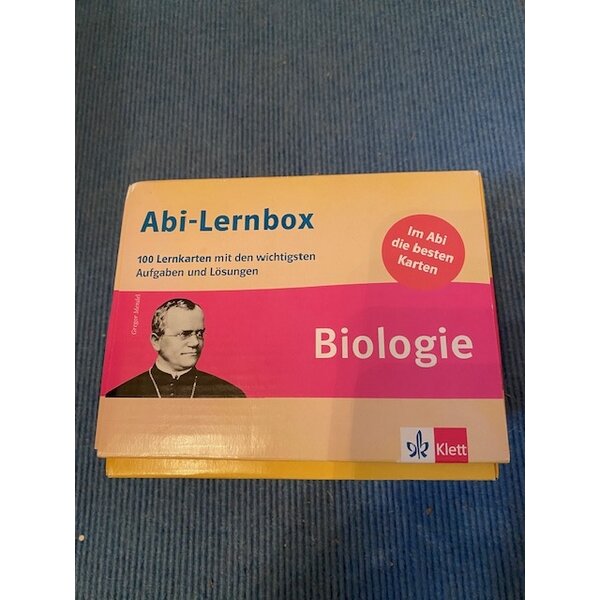 Abi-Lernbox
100 Lernkarten mit den wichtigsten
Aufgaben und Lösungen
Im Abi
die besten
Karten
Gregor Mendel
Biologie
Klett